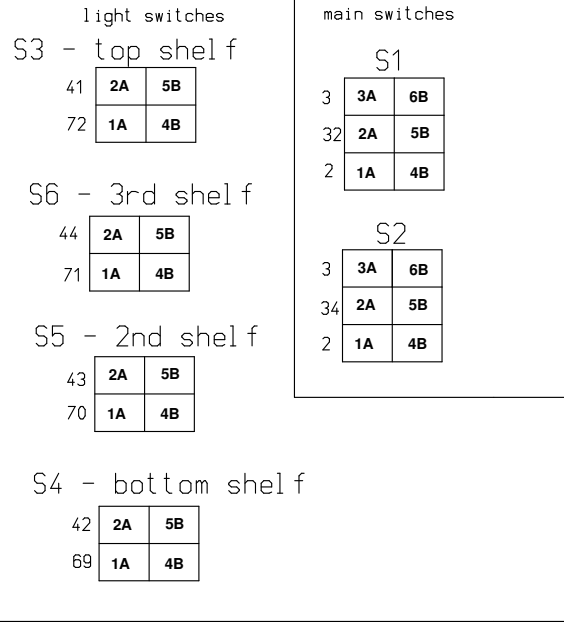 light switches
S3 - top shelf
41 2A 5B
72 1A 4B
S6 - 3rd shelf
44 2A 5B
71 1A 4B
S5 - 2nd shelf
43 2A 5B
70 1A 4B
S4 - bottom shelf
42 2A 5B
69 1A 4B
main switches
S1
3 3A 6B
32 2A 5B
2 1A 4B
S2
3 3A 6B
34 2A 5B
2 1A 4B